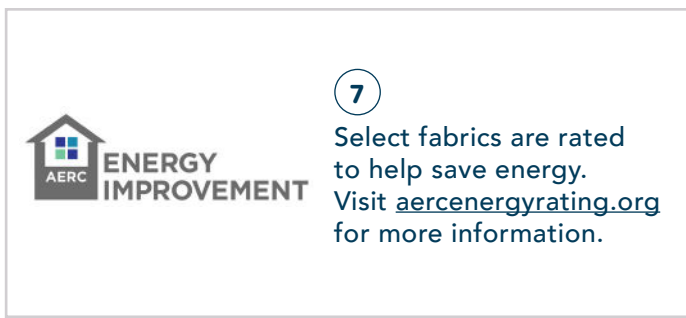 AERC
ENERGY
IMPROVEMENT
7
Select fabrics are rated
to help save energy.
Visit aercenergyrating.org
for more information.